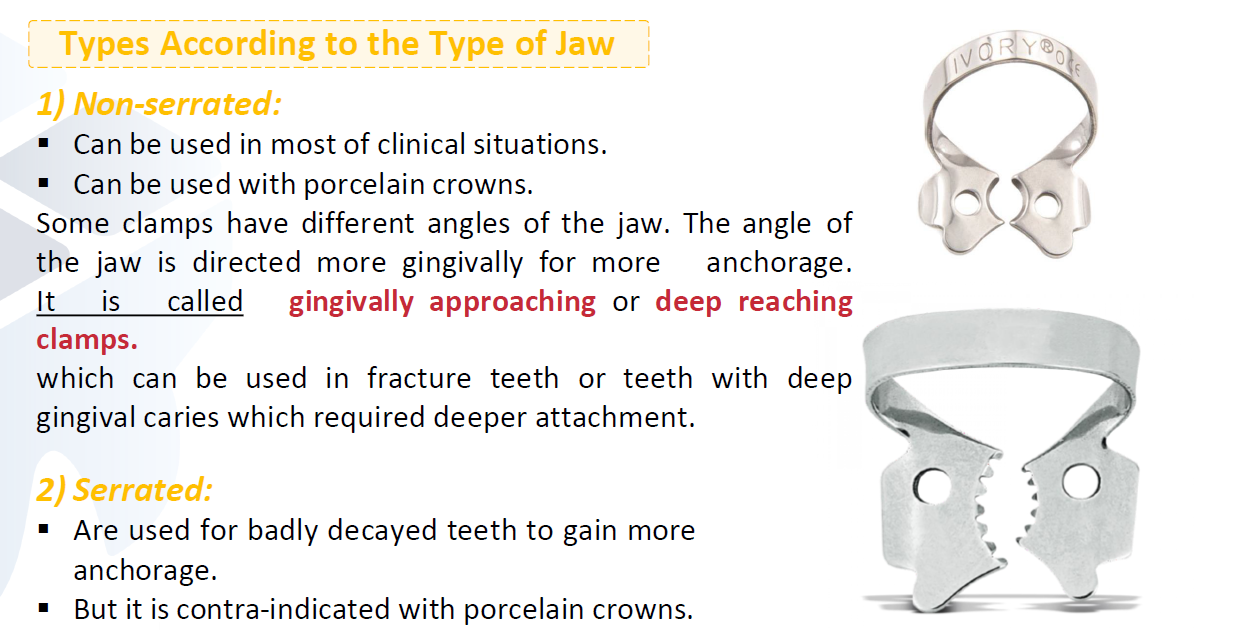 Types According to the Type of Jaw
1) Non-serrated:
▪ Can be used in most of clinical situations.
▪ Can be used with porcelain crowns.
Some clamps have different angles of the jaw. The angle of
the jaw is directed more gingivally for more anchorage.
It is called gingivally approaching or deep reaching
clamps.
which can be used in fracture teeth or teeth with deep
gingival caries which required deeper attachment.
2) Serrated:
▪ Are used for badly decayed teeth to gain more
anchorage.
▪ But it is contra-indicated with porcelain crowns.
IVORY®